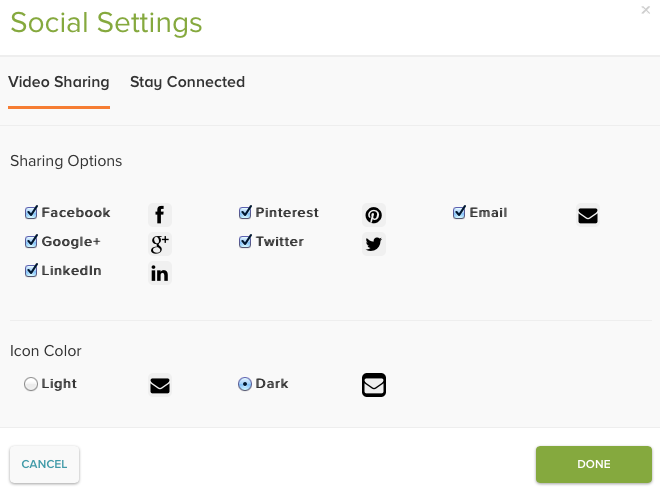 Social Settings
×
Video Sharing Stay Connected
Sharing Options
Facebook Pinterest Email
Google+ Twitter
LinkedIn
Icon Color
Light Dark
CANCEL DONE